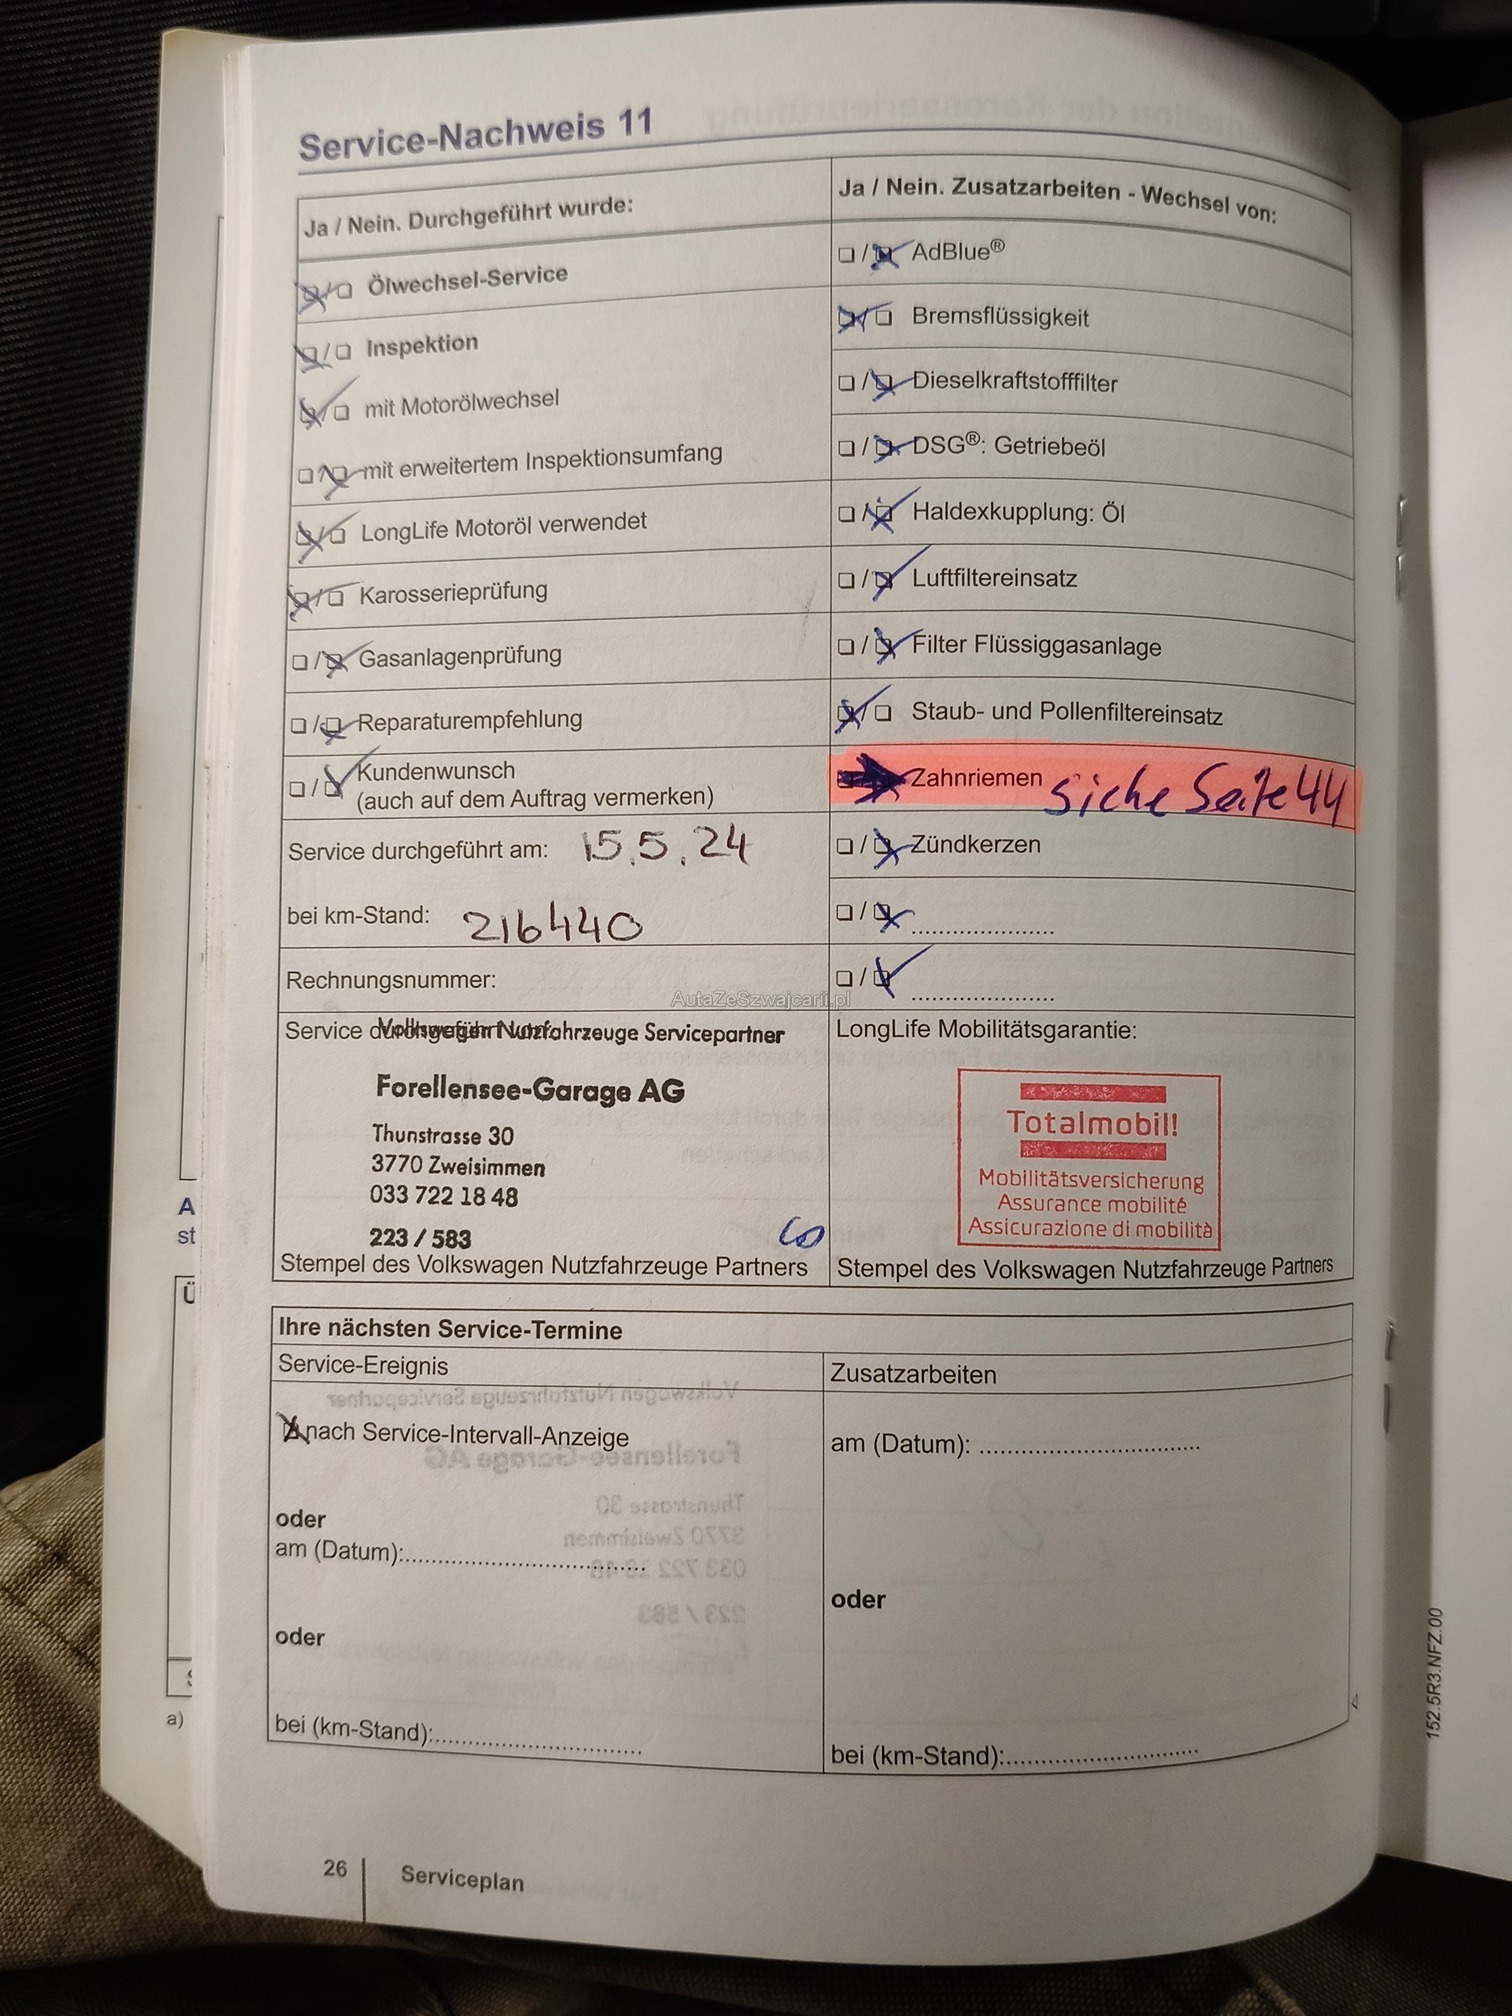 Service-Nachweis 11
Ja / Nein. Durchgeführt wurde:
Ölwechsel-Service
Inspektion
mit Motorölwechsel
mit erweitertem Inspektionsumfang
LongLife Motoröl verwendet
Karosserieprüfung
Gasanlagenprüfung
Reparaturempfehlung
Kundenwunsch
(auch auf dem Auftrag vermerken)
Service durchgeführt am: 15.5.24
bei km-Stand: 216440
Rechnungsnummer:
Service durchgeführt von:
Volkswagen Nutzfahrzeuge Servicepartner
Forellensee-Garage AG
Thunstrasse 30
3770 Zweisimmen
033 722 18 48
223 / 583
Stempel des Volkswagen Nutzfahrzeuge Partners
Ja / Nein. Zusatzarbeiten - Wechsel von:
AdBlue®
Bremsflüssigkeit
Dieselkraftstofffilter
DSG®: Getriebeöl
Haldexkupplung: Öl
Luftfiltereinsatz
Filter Flüssiggasanlage
Staub- und Pollenfiltereinsatz
Zahnriemen siche Seite 44
Zündkerzen
AutaZeSzwajcarii.pl
LongLife Mobilitätsgarantie:
Totalmobil!
Mobilitätsversicherung
Assurance mobilité
Assicurazione di mobilità
Stempel des Volkswagen Nutzfahrzeuge Partners
Ihre nächsten Service-Termine
Service-Ereignis
nach Service-Intervall-Anzeige
oder
am (Datum):
oder
bei (km-Stand):
Zusatzarbeiten
am (Datum):
oder
bei (km-Stand):
26
Serviceplan
152.5R3.NFZ.00
A
st
Ü
a)